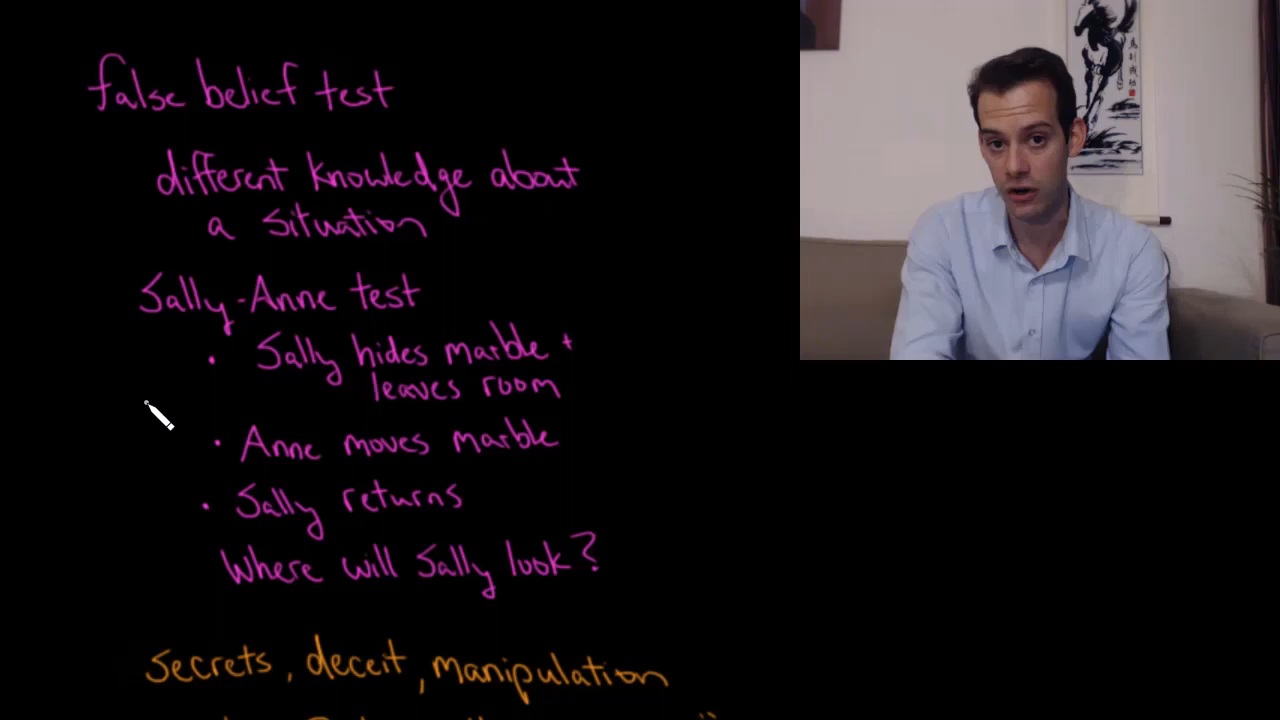 false belief test
different knowledge about
a situation
Sally-Anne test
• Sally hides marble +
leaves room
• Anne moves marble
• Sally returns
Where will Sally look?
secrets, deceit, manipulation